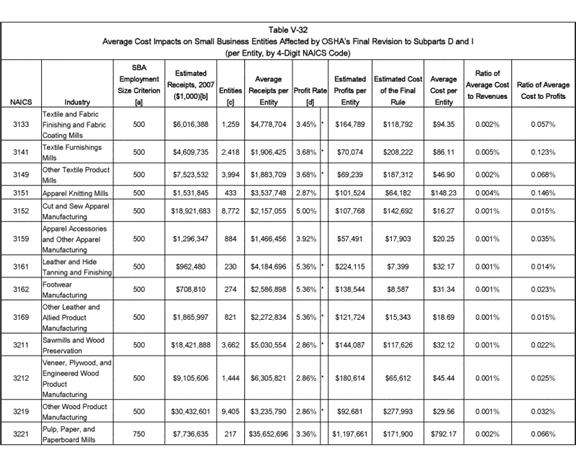 Table V-32
Average Cost Impacts on Small Business Entities Affected by OSHA's Final Revision to Subparts D and I
(per Entity, by 4-Digit NAICS Code)
NAICS Industry SBA Employment Size Criterion [a] Estimated Receipts, 2007 ($1,000)[b] Entities [c] Average Receipts per Entity Profit Rate [d] Estimated Profits per Entity Estimated Cost of the Final Rule Average Cost per Entity Ratio of Average Cost to Revenues Ratio of Average Cost to Profits
3133 Textile and Fabric Finishing and Fabric Coating Mills 500 $6,016,388 1,259 $4,778,704 3.45% * $164,789 $118,792 $94.35 0.002% 0.057%
3141 Textile Furnishings Mills 500 $4,609,735 2,418 $1,906,425 3.68% * $70,074 $208,222 $86.11 0.005% 0.123%
3149 Other Textile Product Mills 500 $7,523,532 3,994 $1,883,709 3.68% * $69,239 $187,312 $46.90 0.002% 0.068%
3151 Apparel Knitting Mills 500 $1,531,845 433 $3,537,748 2.87% $101,524 $64,182 $148.23 0.004% 0.146%
3152 Cut and Sew Apparel Manufacturing 500 $18,921,683 8,772 $2,157,055 5.00% $107,768 $142,692 $16.27 0.001% 0.015%
3159 Apparel Accessories and Other Apparel Manufacturing 500 $1,296,347 884 $1,466,456 3.92% $57,491 $17,903 $20.25 0.001% 0.035%
3161 Leather and Hide Tanning and Finishing 500 $962,480 230 $4,184,696 5.36% * $224,115 $7,399 $32.17 0.001% 0.014%
3162 Footwear Manufacturing 500 $708,810 274 $2,586,898 5.36% * $138,544 $8,587 $31.34 0.001% 0.023%
3169 Other Leather and Allied Product Manufacturing 500 $1,865,997 821 $2,272,834 5.36% * $121,724 $15,343 $18.69 0.001% 0.015%
3211 Sawmills and Wood Preservation 500 $18,421,888 3,662 $5,030,554 2.86% * $144,087 $117,626 $32.12 0.001% 0.022%
3212 Veneer, Plywood, and Engineered Wood Product Manufacturing 500 $9,105,606 1,444 $6,305,821 2.86% * $180,614 $65,612 $45.44 0.001% 0.025%
3219 Other Wood Product Manufacturing 500 $30,432,601 9,405 $3,235,790 2.86% * $92,681 $277,993 $29.56 0.001% 0.032%
3221 Pulp, Paper, and Paperboard Mills 750 $7,736,635 217 $35,652,696 3.36% * $1,197,661 $171,900 $792.17 0.002% 0.066%